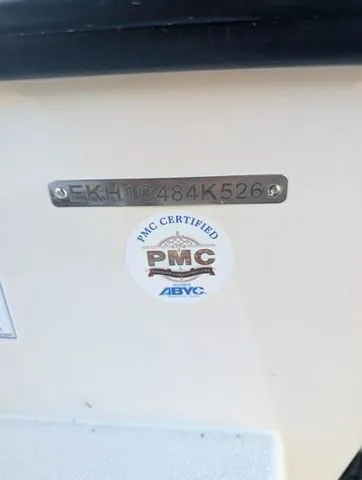 EKH1C484K526
PMC CERTIFIED
PMC
ABYC